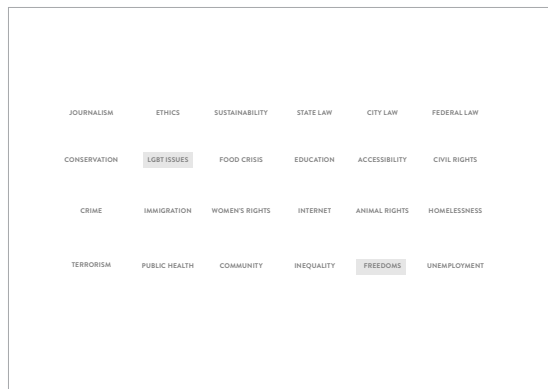 JOURNALISM ETHICS SUSTAINABILITY STATE LAW CITY LAW FEDERAL LAW
CONSERVATION LGBT ISSUES FOOD CRISIS EDUCATION ACCESSIBILITY CIVIL RIGHTS
CRIME IMMIGRATION WOMEN'S RIGHTS INTERNET ANIMAL RIGHTS HOMELESSNESS
TERRORISM PUBLIC HEALTH COMMUNITY INEQUALITY FREEDOMS UNEMPLOYMENT